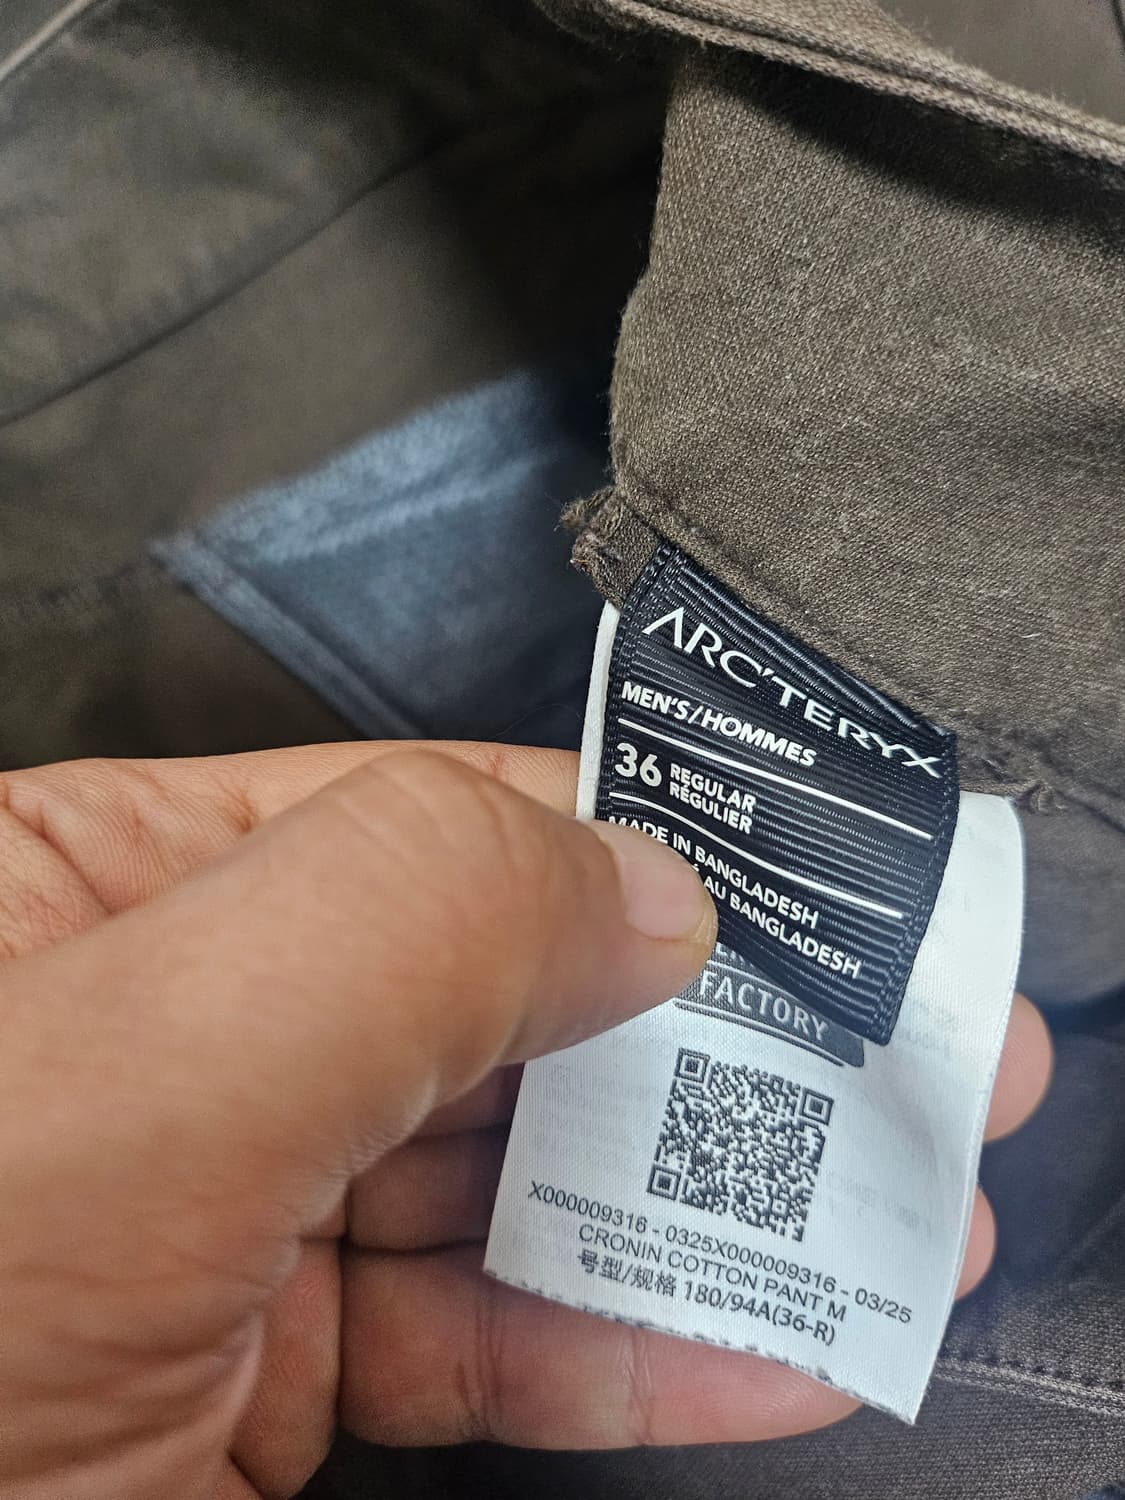 ARC'TERYX
MEN'S/HOMMES
36 REGULAR
RÉGULIER
MADE IN BANGLADESH
AU BANGLADESH
FACTORY
X000009316 - 0325X000009316 - 03/25
CRONIN COTTON PANT M
号型/规格 180/94A(36-R)